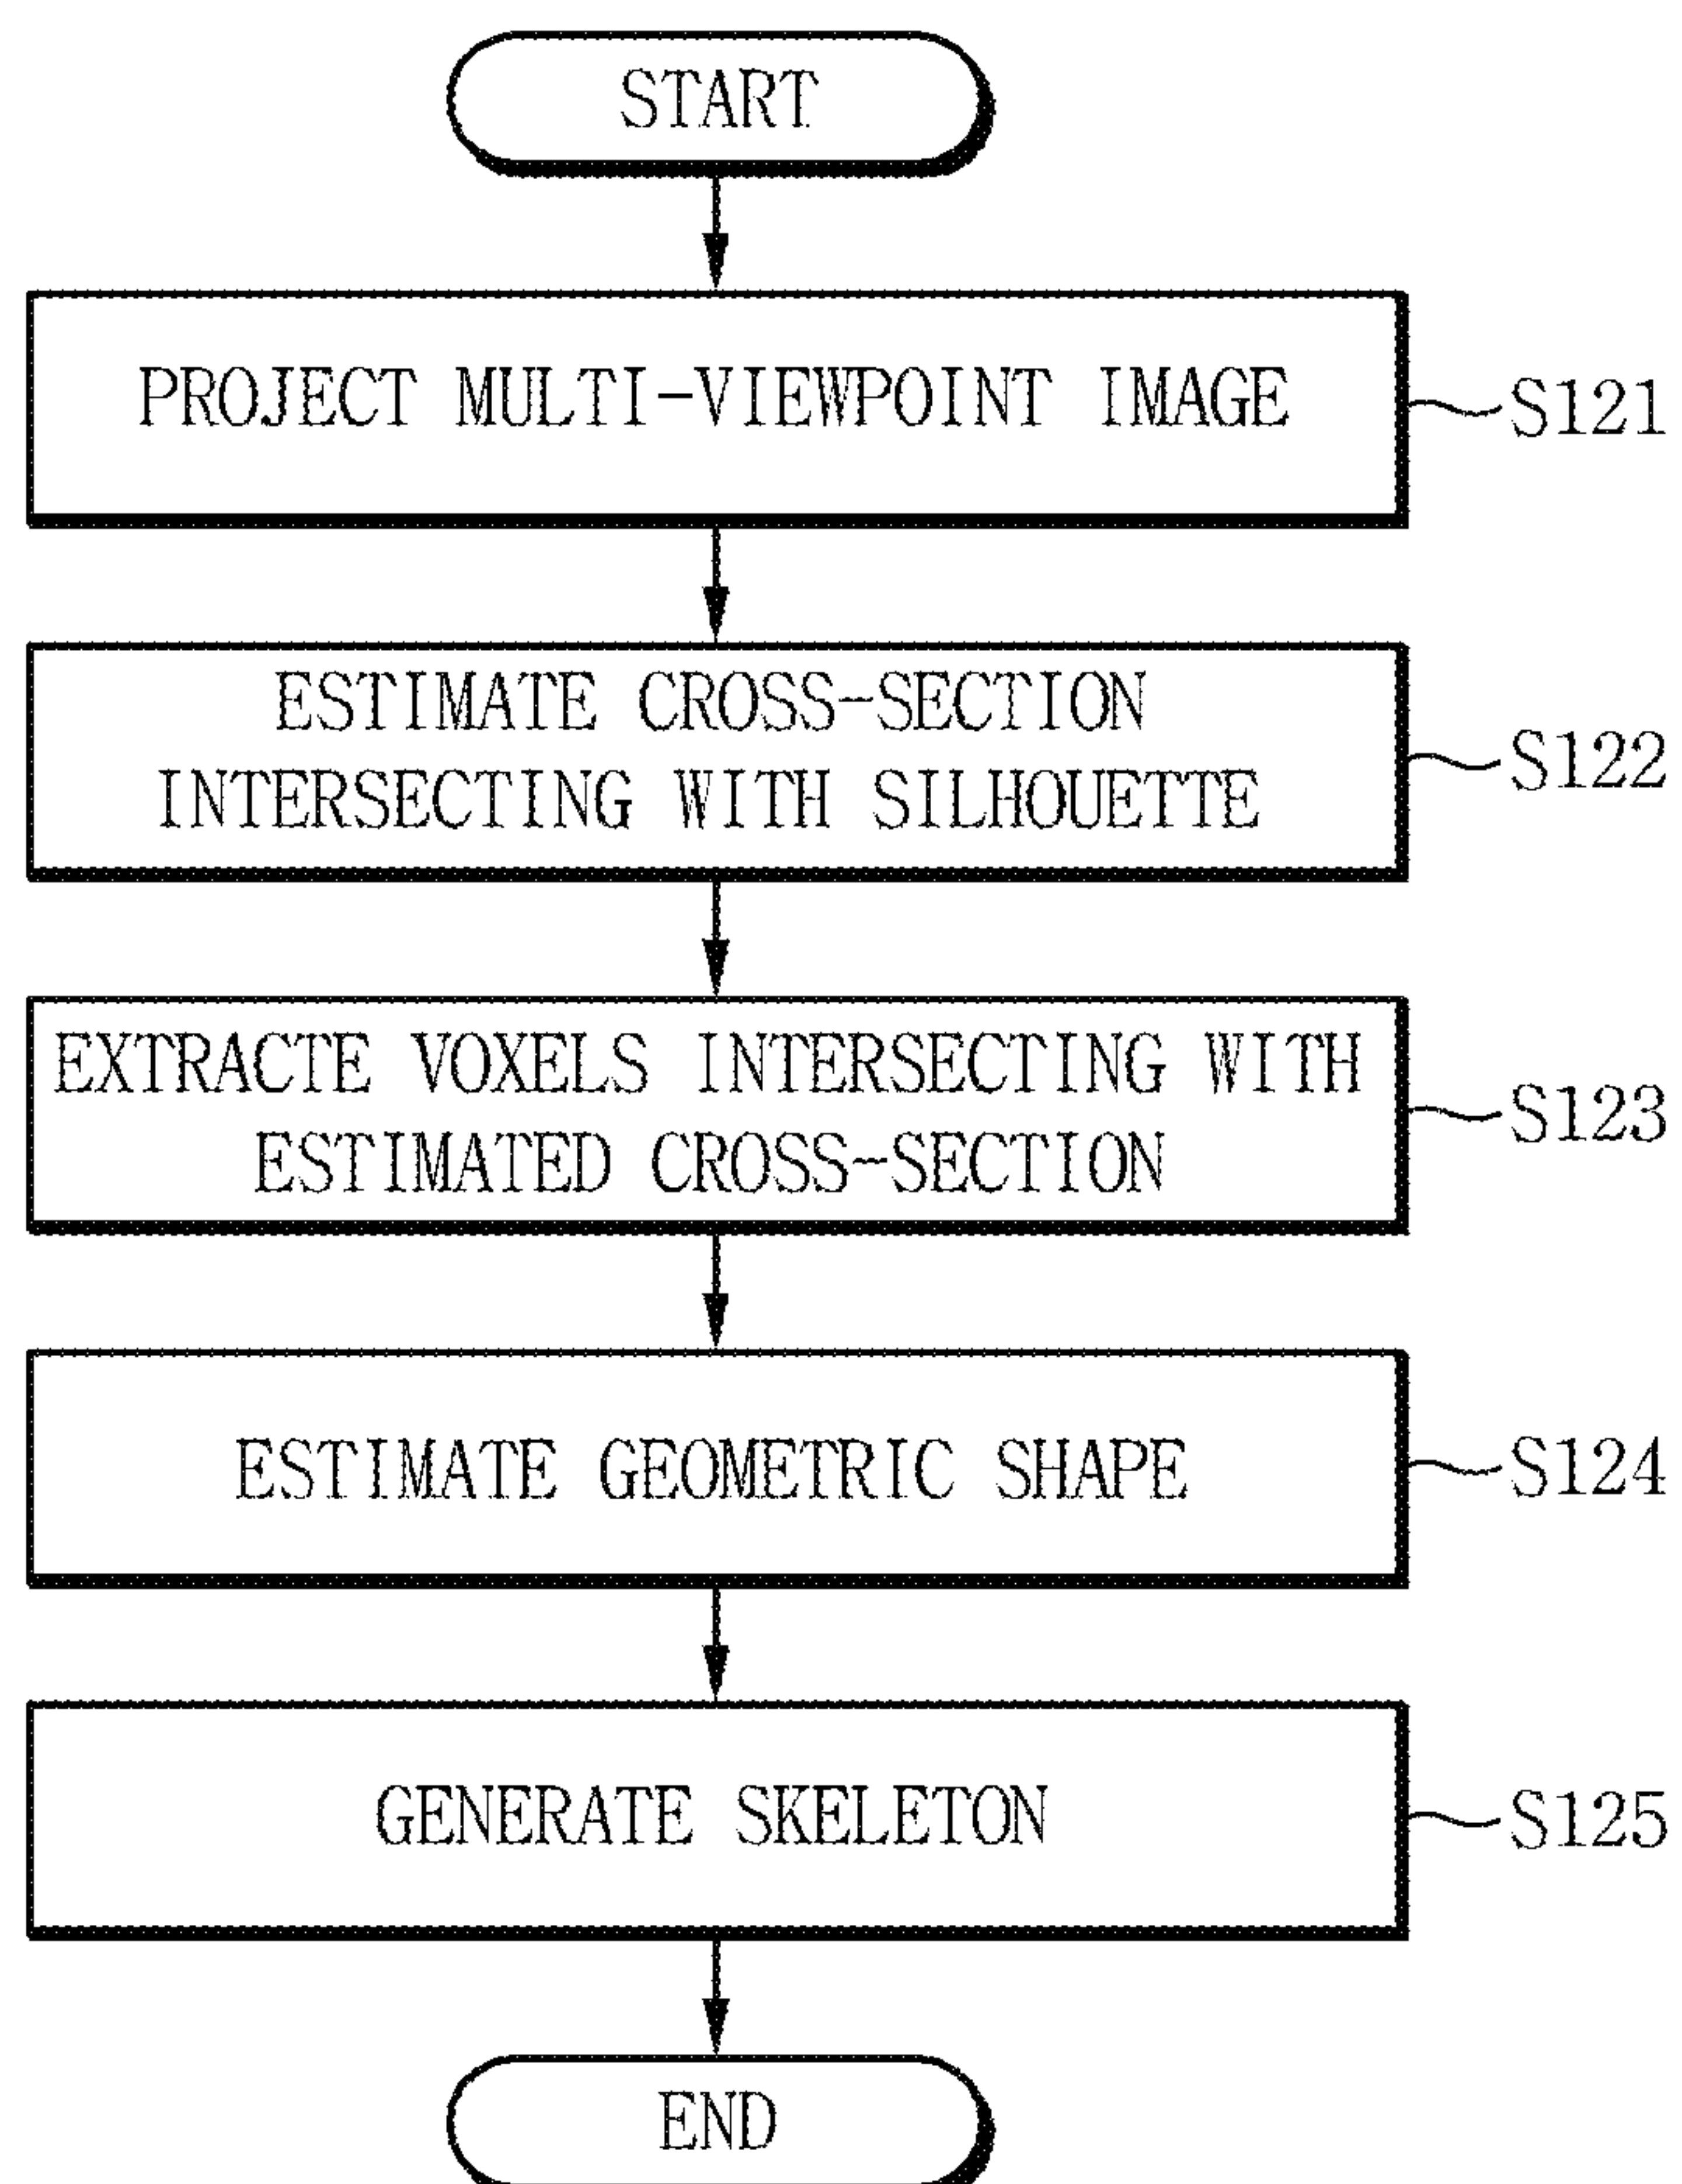 START
PROJECT MULTI-VIEWPOINT IMAGE
S121
ESTIMATE CROSS-SECTION
INTERSECTING WITH SILHOUETTE
S122
EXTRACTE VOXELS INTERSECTING WITH
ESTIMATED CROSS-SECTION
S123
ESTIMATE GEOMETRIC SHAPE
S124
GENERATE SKELETON
S125
END